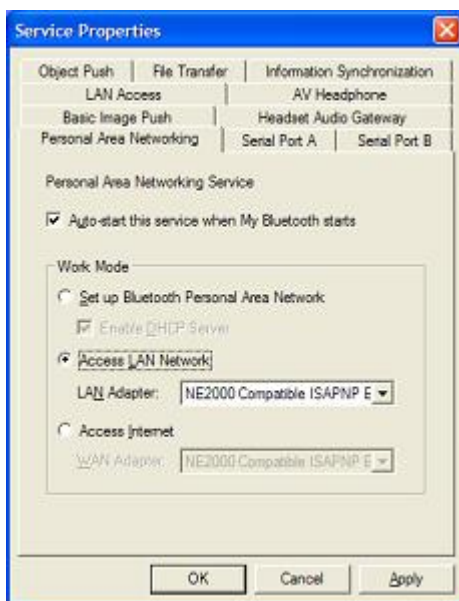 Service Properties
Object Push File Transfer Information Synchronization
LAN Access AV Headphone
Basic Image Push Headset Audio Gateway
Personal Area Networking Serial Port A Serial Port B
Personal Area Networking Service
Auto-start this service when My Bluetooth starts
Work Mode
Set up Bluetooth Personal Area Network
Enable DHCP Server
Access LAN Network
LAN Adapter: NE2000 Compatible ISAPNP E
Access Internet
WAN Adapter: NE2000 Compatible ISAPNP E
OK Cancel Apply